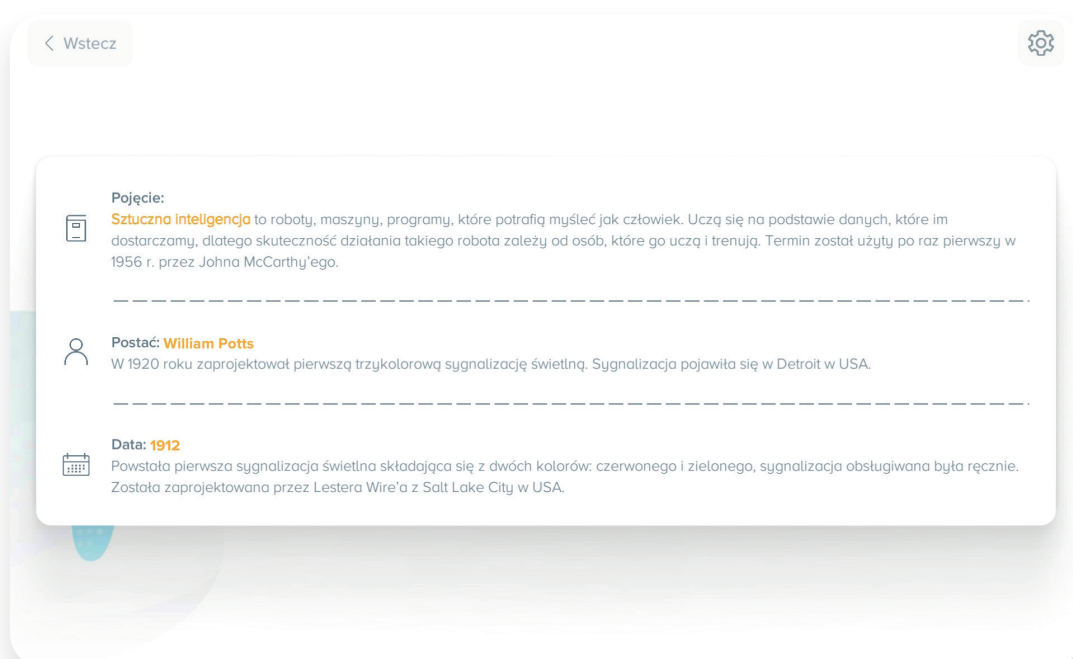 Wstecz
Pojęcie:
Sztuczna inteligencja to roboty, maszyny, programy, które potrafią myśleć jak człowiek. Uczą się na podstawie danych, które im
dostarczamy, dlatego skuteczność działania takiego robota zależy od osób, które go uczą i trenują. Termin został użyty po raz pierwszy w
1956 r. przez Johna McCarthy'ego.
Postać: William Potts
W 1920 roku zaprojektował pierwszą trzykolorową sygnalizację świetlną. Sygnalizacja pojawiła się w Detroit w USA.
Data: 1912
Powstała pierwsza sygnalizacja świetlna składająca się z dwóch kolorów: czerwonego i zielonego, sygnalizacja obsługiwana była ręcznie.
Została zaprojektowana przez Lestera Wire'a z Salt Lake City w USA.